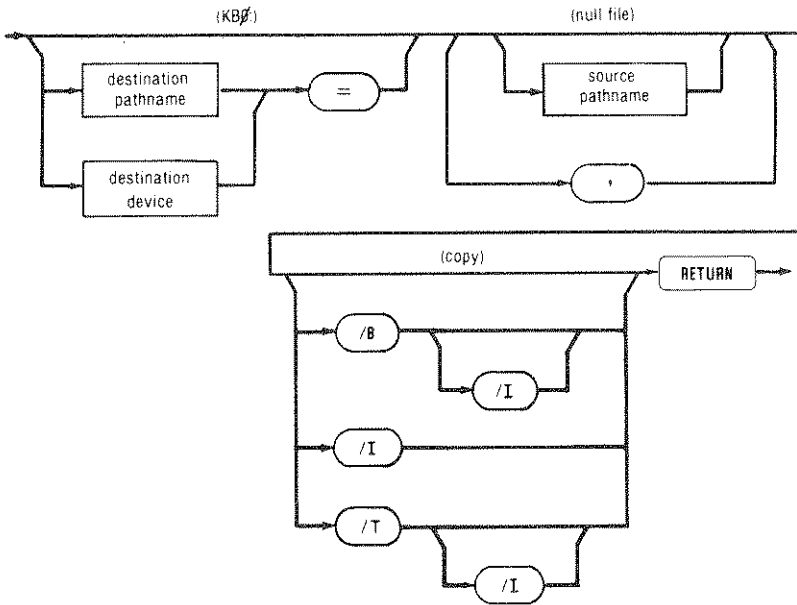 (KBØ:)
(null file)
destination
pathname
=
source
pathname
destination
device
,
(copy)
RETURN
/B
/I
/I
/T
/I